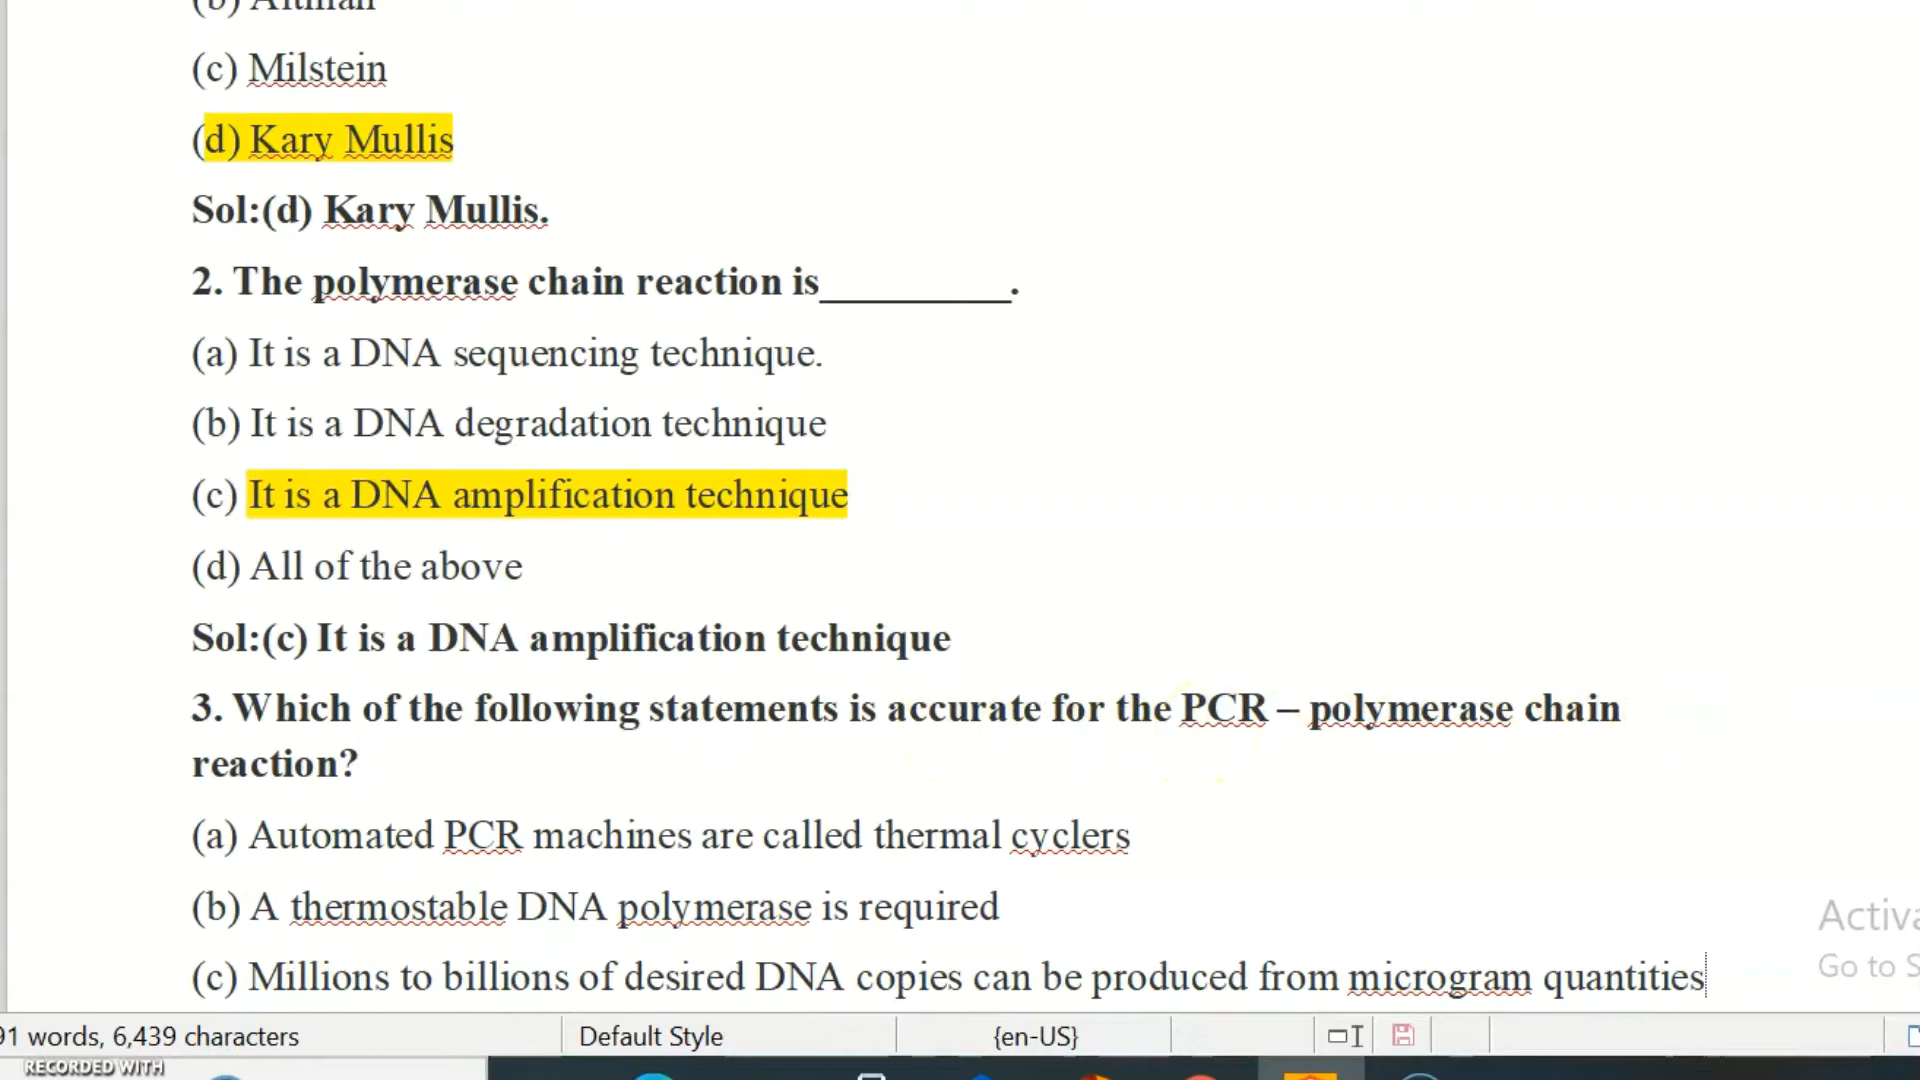 (b) Altman
(c) Milstein
(d) Kary Mullis
Sol:(d) Kary Mullis.
2. The polymerase chain reaction is_________.
(a) It is a DNA sequencing technique.
(b) It is a DNA degradation technique
(c) It is a DNA amplification technique
(d) All of the above
Sol:(c) It is a DNA amplification technique
3. Which of the following statements is accurate for the PCR – polymerase chain
reaction?
(a) Automated PCR machines are called thermal cyclers
(b) A thermostable DNA polymerase is required
(c) Millions to billions of desired DNA copies can be produced from microgram quantities
Activa
Go to S
91 words, 6,439 characters
Default Style
{en-US}
RECORDED WITH